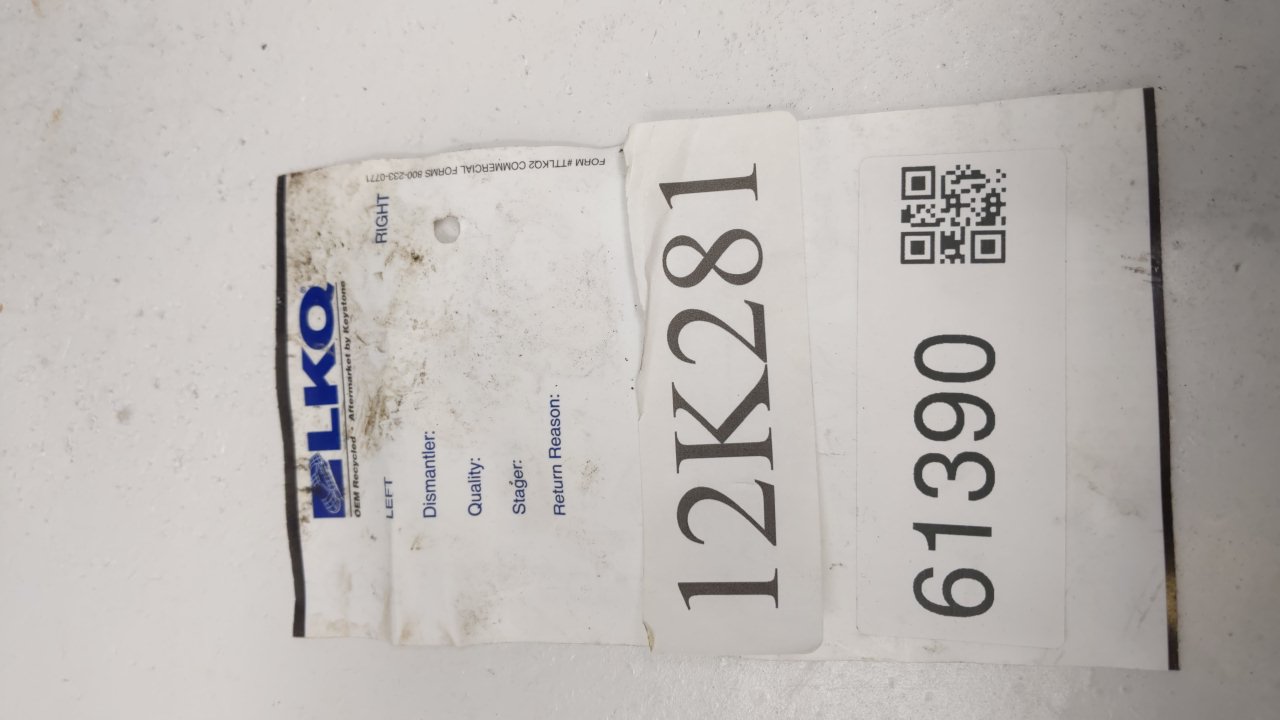 FORM #TTLKQ2 COMMERCIAL FORMS 800-233-0771
LKQ
OEM Recycled - Aftermarket by Keystone
LEFT RIGHT
Dismantler:
Quality:
Stager:
Return Reason:
12K281
61390